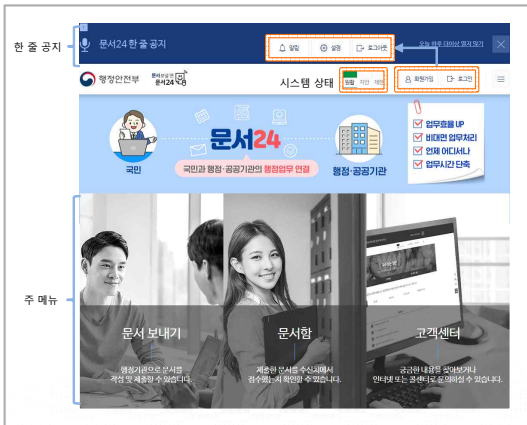 한 줄 공지
문서24 한 줄 공지
알림
설정
로그아웃
오늘 하루 더이상 열지 않기
행정안전부
문서24
시스템 상태
원활 지연 제한
회원가입
로그인
문서24
국민과 행정·공공기관의 행정업무 연결
국민
행정·공공기관
업무효율 UP
비대면 업무처리
언제 어디서나
업무시간 단축
주 메뉴
문서 보내기
행정기관으로 문서를
작성 및 제출할 수 있습니다.
문서함
제출한 문서를 수신처에서
접수했는지 확인할 수 있습니다.
고객센터
궁금한 내용을 찾아보거나
인터넷 또는 콜센터로 문의하실 수 있습니다.